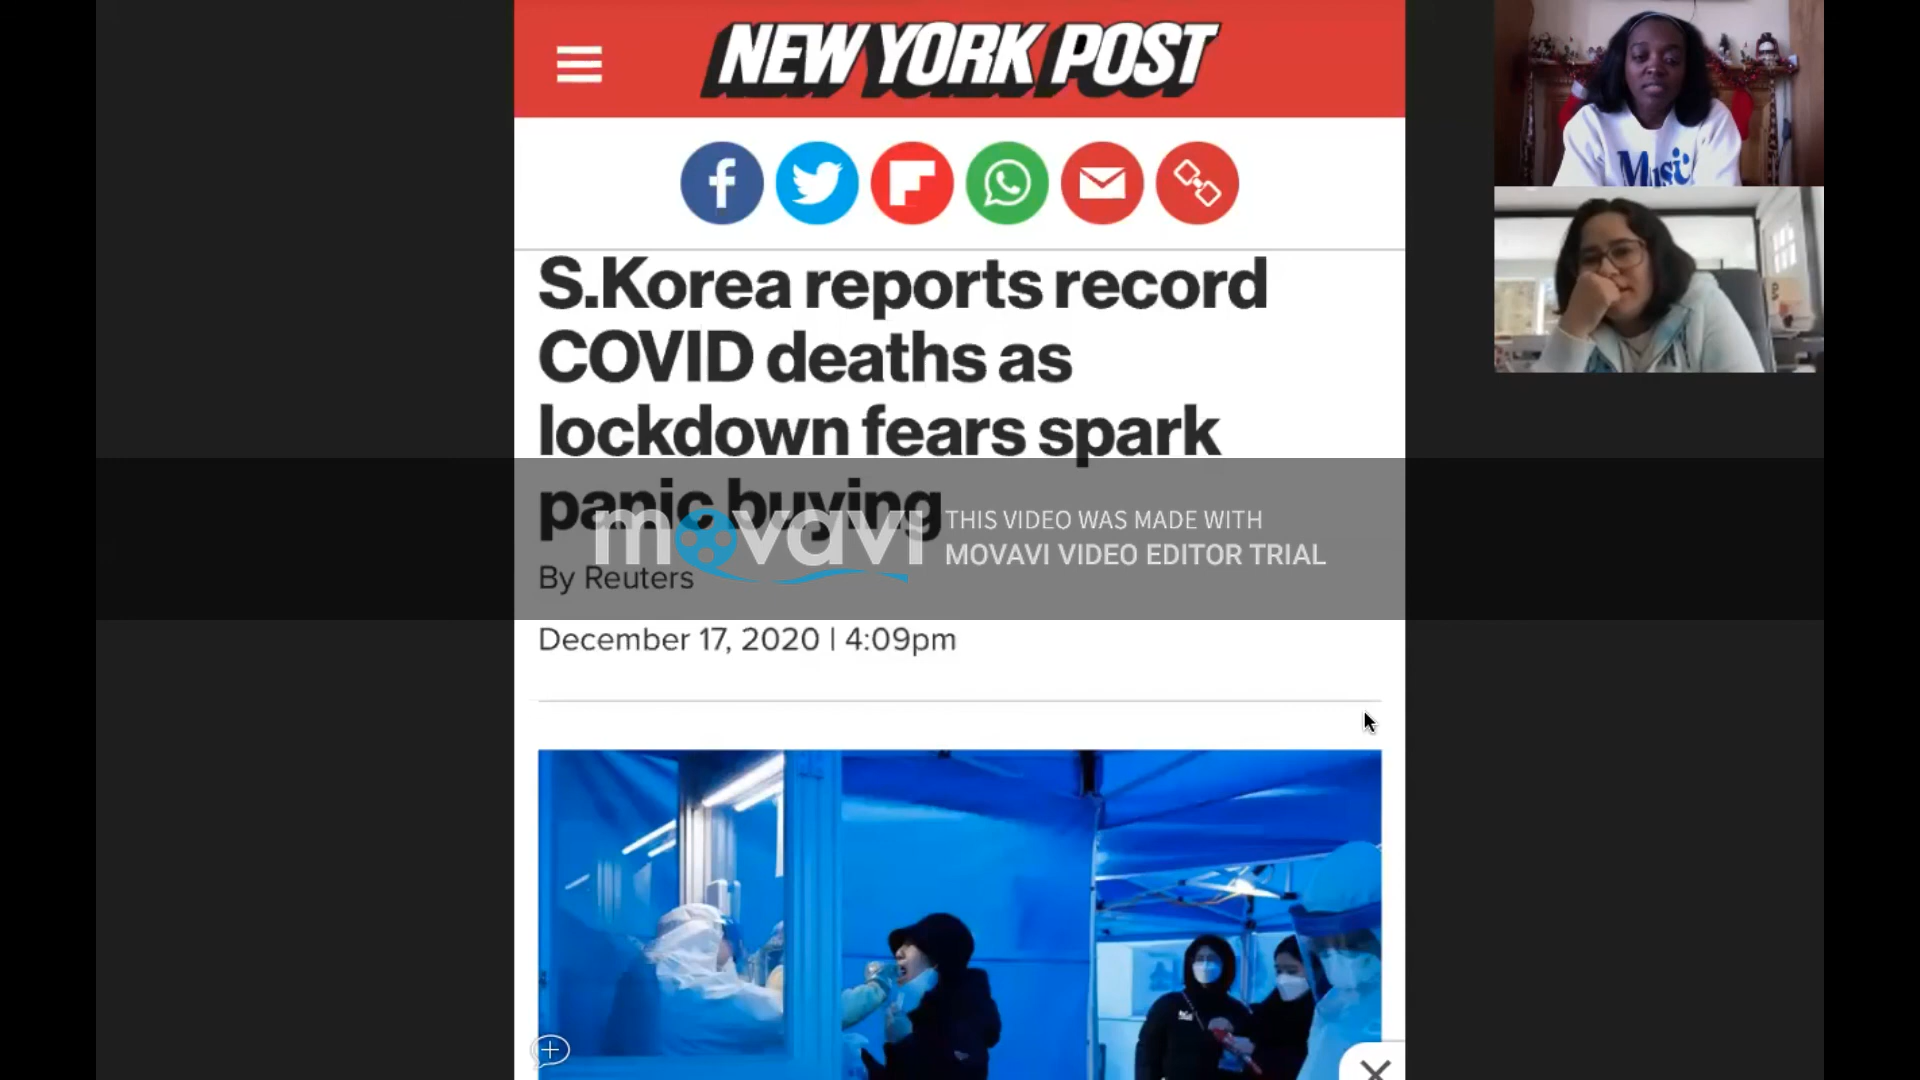 NEW YORK POST
S.Korea reports record
COVID deaths as
lockdown fears spark
panic buying
movavi
THIS VIDEO WAS MADE WITH
MOVAVI VIDEO EDITOR TRIAL
By Reuters
December 17, 2020 | 4:09pm
Music